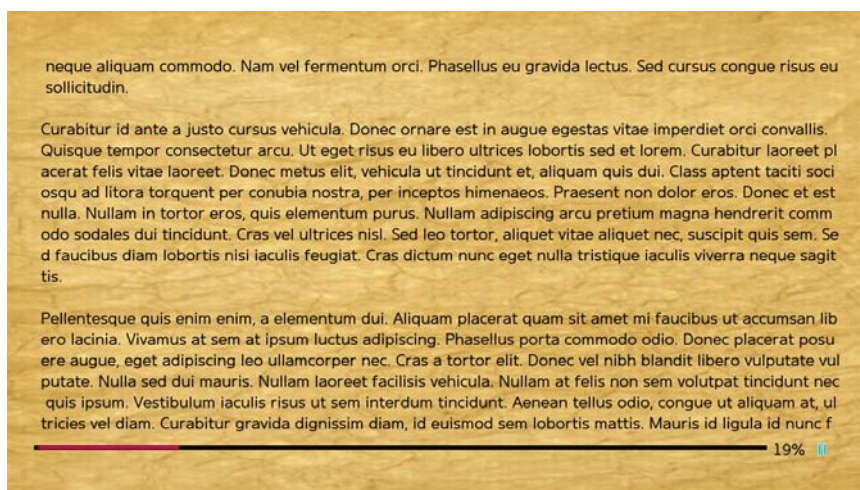 neque aliquam commodo. Nam vel fermentum orci. Phasellus eu gravida lectus. Sed cursus congue risus eu
sollicitudin.
Curabitur id ante a justo cursus vehicula. Donec ornare est in augue egestas vitae imperdiet orci convallis.
Quisque tempor consectetur arcu. Ut eget risus eu libero ultrices lobortis sed et lorem. Curabitur laoreet pl
acerat felis vitae laoreet. Donec metus elit, vehicula ut tincidunt et, aliquam quis dui. Class aptent taciti soci
osqu ad litora torquent per conubia nostra, per inceptos himenaeos. Praesent non dolor eros. Donec et est
nulla. Nullam in tortor eros, quis elementum purus. Nullam adipiscing arcu pretium magna hendrerit comm
odo sodales dui tincidunt. Cras vel ultrices nisl. Sed leo tortor, aliquet vitae aliquet nec, suscipit quis sem. Se
d faucibus diam lobortis nisi iaculis feugiat. Cras dictum nunc eget nulla tristique iaculis viverra neque sagit
tis.
Pellentesque quis enim enim, a elementum dui. Aliquam placerat quam sit amet mi faucibus ut accumsan lib
ero lacinia. Vivamus at sem at ipsum luctus adipiscing. Phasellus porta commodo odio. Donec placerat posu
ere augue, eget adipiscing leo ullamcorper nec. Cras a tortor elit. Donec vel nibh blandit libero vulputate vul
putate. Nulla sed dui mauris. Nullam laoreet facilisis vehicula. Nullam at felis non sem volutpat tincidunt nec
quis ipsum. Vestibulum iaculis risus ut sem interdum tincidunt. Aenean tellus odio, congue ut aliquam at, ul
tricies vel diam. Curabitur gravida dignissim diam, id euismod sem lobortis mattis. Mauris id ligula id nunc f
19%